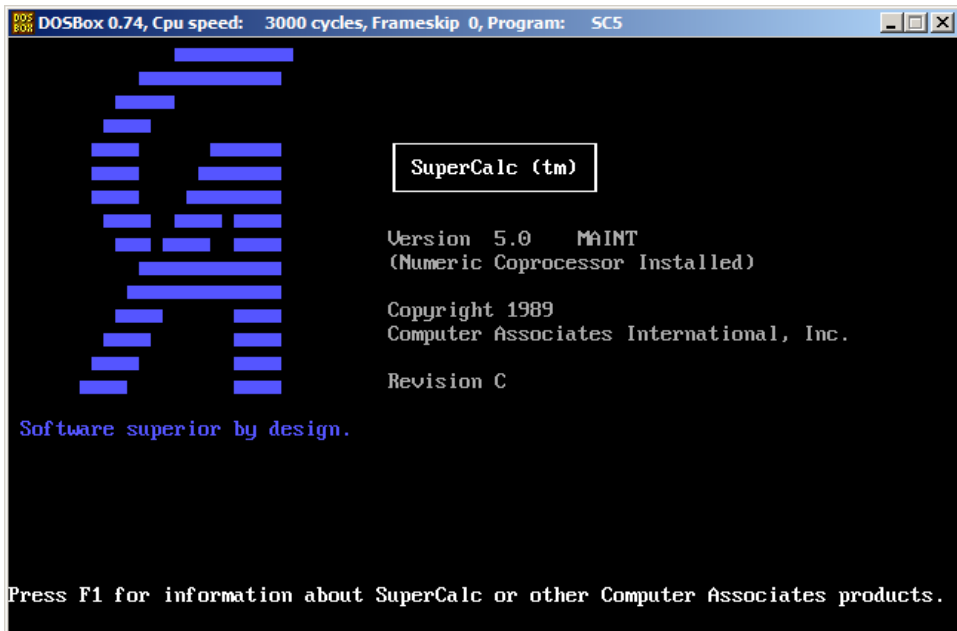 DOSBox 0.74, Cpu speed: 3000 cycles, Frameskip 0, Program: SC5
SuperCalc (tm)
Version 5.0 MAINT
(Numeric Coprocessor Installed)
Copyright 1989
Computer Associates International, Inc.
Revision C
Software superior by design.
Press F1 for information about SuperCalc or other Computer Associates products.